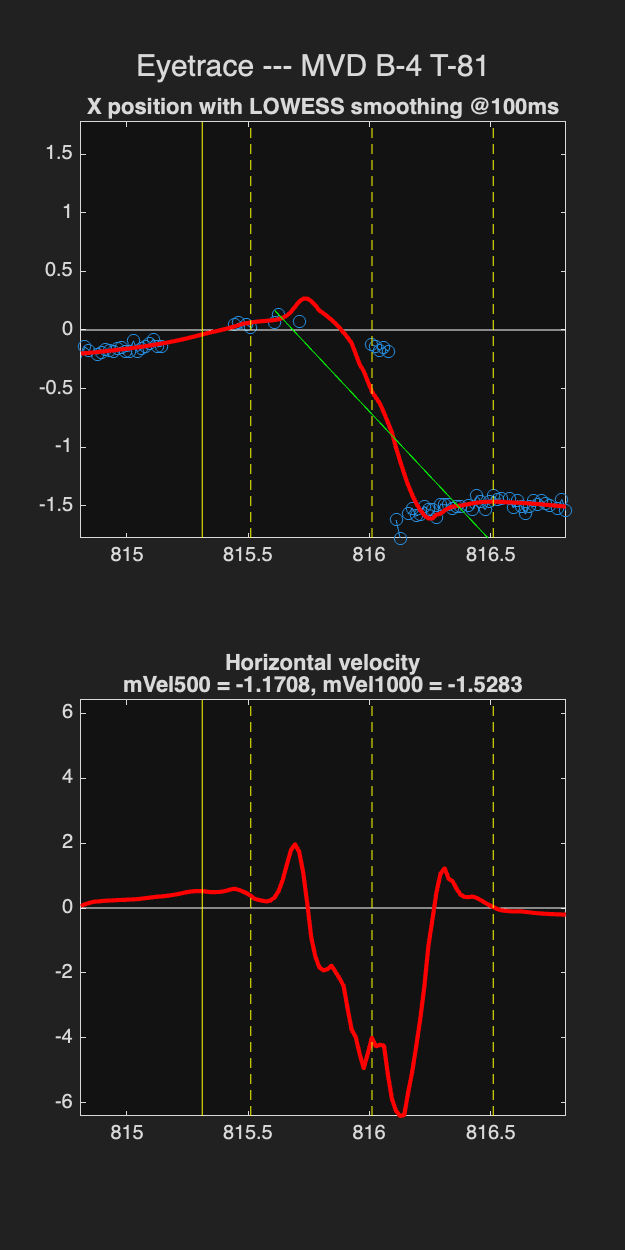 Eyetrace --- MVD B-4 T-81
X position with LOWESS smoothing @100ms
1.5
1
0.5
0
-0.5
-1
-1.5
815 815.5 816 816.5
Horizontal velocity
mVel500 = -1.1708, mVel1000 = -1.5283
6
4
2
0
-2
-4
-6
815 815.5 816 816.5